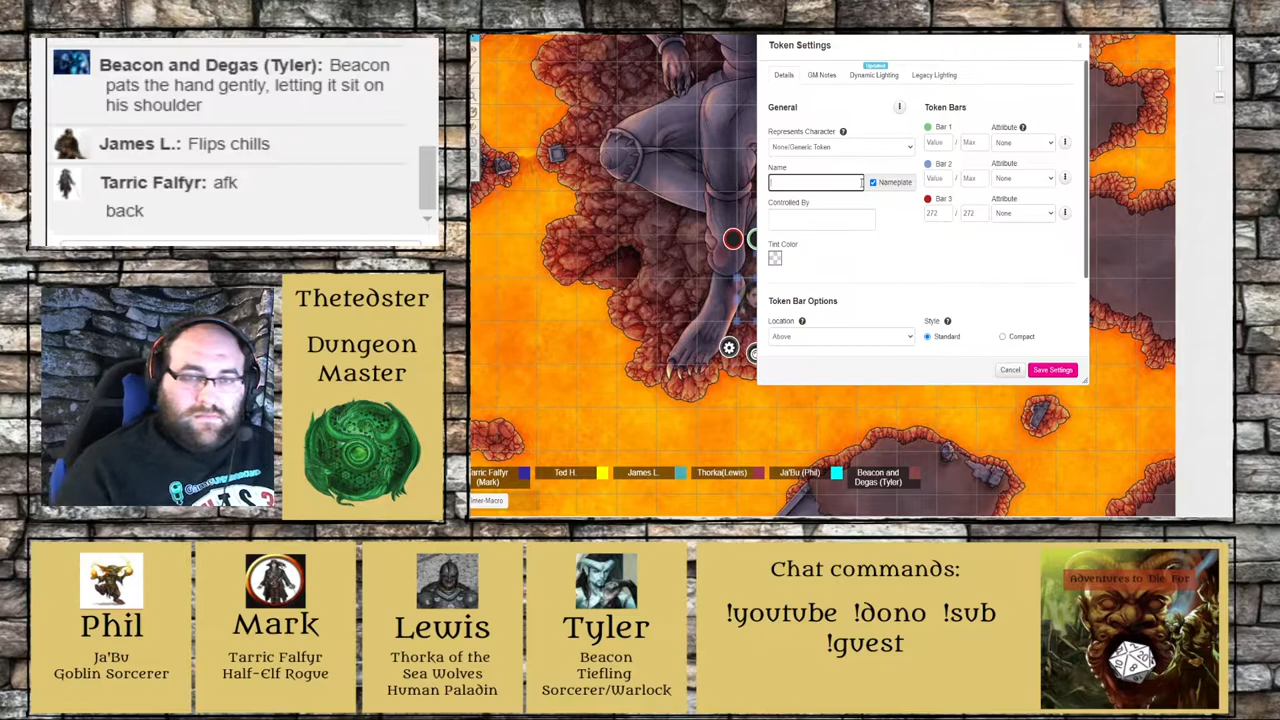 Beacon and Degas (Tyler): Beacon
pats the hand gently, letting it sit on
his shoulder
James L.: Flips chills
Tarric Falfyr: afk
back
Thetedster
Dungeon
Master
Token Settings
×
Updated
Details
GM Notes
Dynamic Lighting
Legacy Lighting
General
Token Bars
Represents Character ?
None/Generic Token
Name
Nameplate
Controlled By
Tint Color
Bar 1
Attribute ?
Value / Max
None
Bar 2
Attribute
Value / Max
None
Bar 3
Attribute
272 / 272
None
Token Bar Options
Location ?
Above
Style ?
Standard
Compact
Cancel
Save Settings
arric Falfyr
(Mark)
Ted H.
James L.
Thorka(Lewis)
Ja'Bu (Phil)
Beacon and
Degas (Tyler)
imer-Macro
Phil
Ja'Bu
Goblin Sorcerer
Mark
Tarric Falfyr
Half-Elf Rogue
Lewis
Thorka of the
Sea Wolves
Human Paladin
Tyler
Beacon
Tiefling
Sorcerer/Warlock
Chat commands:
!youtube !dono !sub
!guest
Adventures to Die For